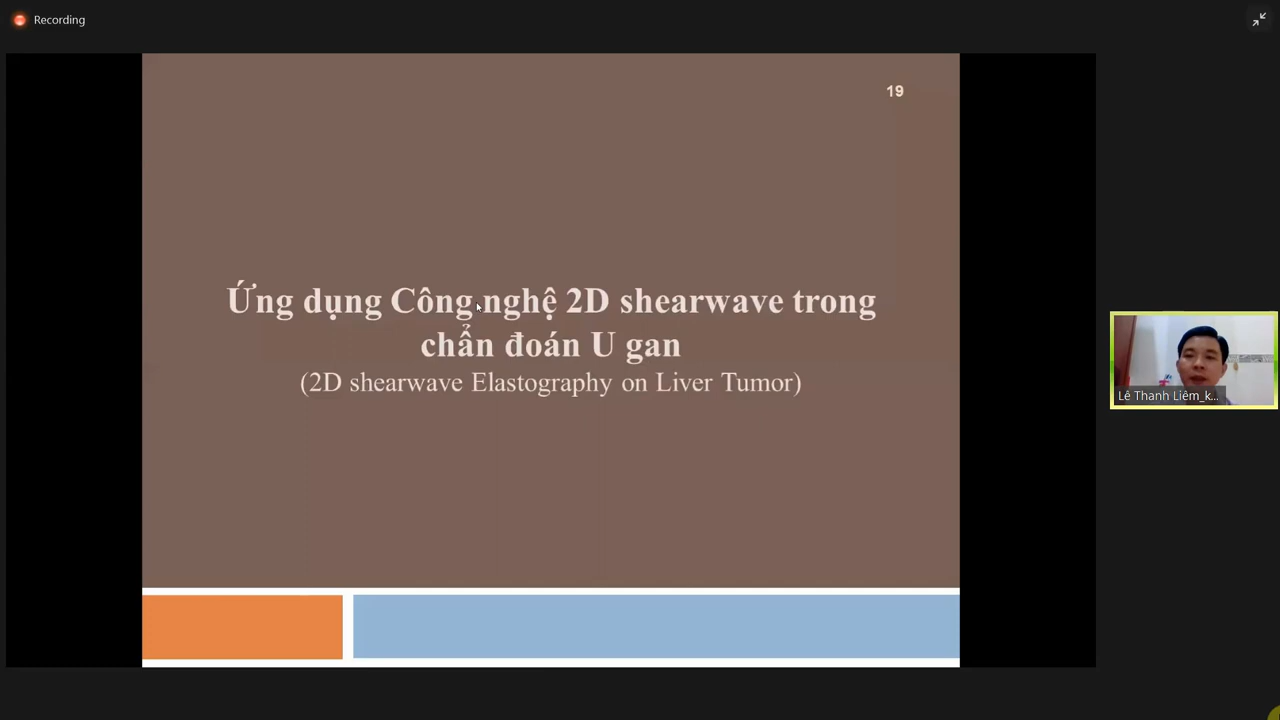 Recording
19
Ứng dụng Công nghệ 2D shearwave trong
chẩn đoán U gan
(2D shearwave Elastography on Liver Tumor)
Lê Thanh Liêm_k...